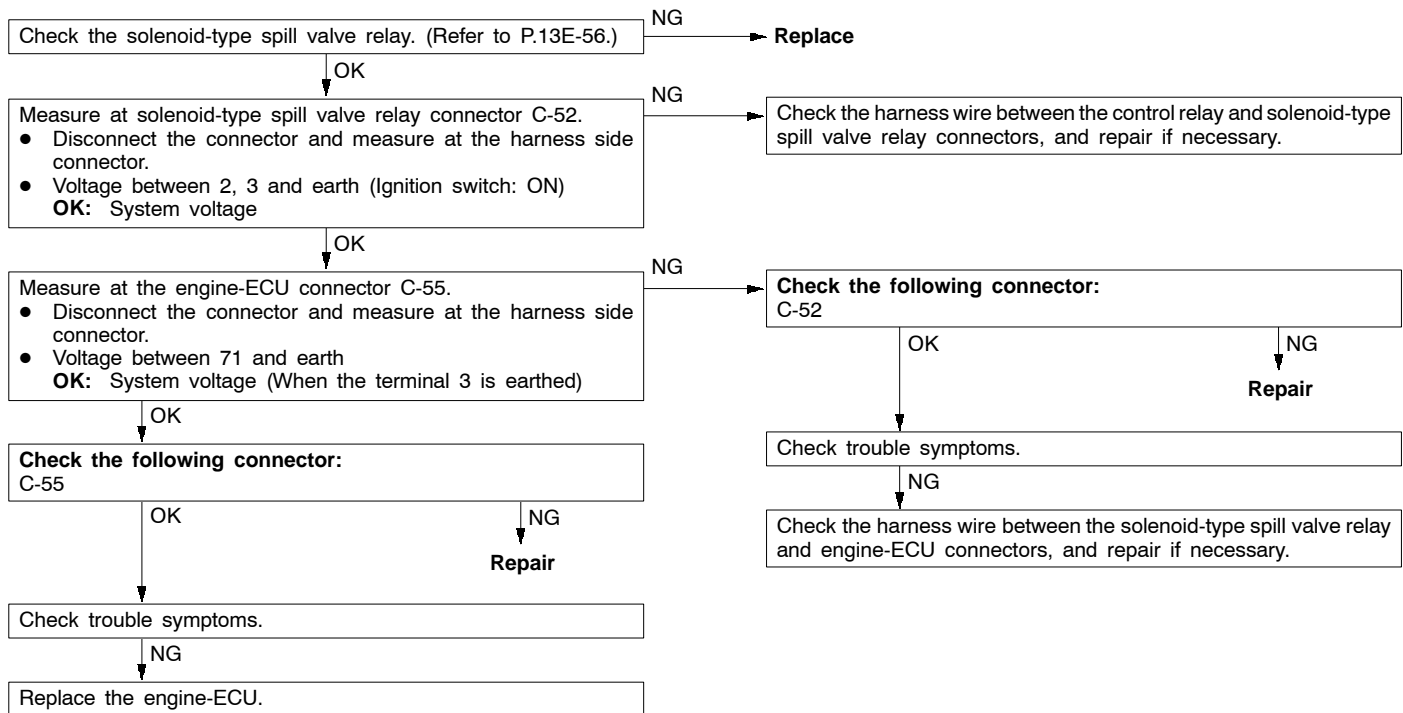 Check the solenoid-type spill valve relay. (Refer to P.13E-56.)
NG
Replace
OK
Measure at solenoid-type spill valve relay connector C-52.
● Disconnect the connector and measure at the harness side
connector.
● Voltage between 2, 3 and earth (Ignition switch: ON)
OK: System voltage
NG
Check the harness wire between the control relay and solenoid-type
spill valve relay connectors, and repair if necessary.
OK
Measure at the engine-ECU connector C-55.
● Disconnect the connector and measure at the harness side
connector.
● Voltage between 71 and earth
OK: System voltage (When the terminal 3 is earthed)
NG
Check the following connector:
C-52
OK
NG
Repair
Check trouble symptoms.
NG
Check the harness wire between the solenoid-type spill valve relay
and engine-ECU connectors, and repair if necessary.
OK
Check the following connector:
C-55
OK
NG
Repair
Check trouble symptoms.
NG
Replace the engine-ECU.